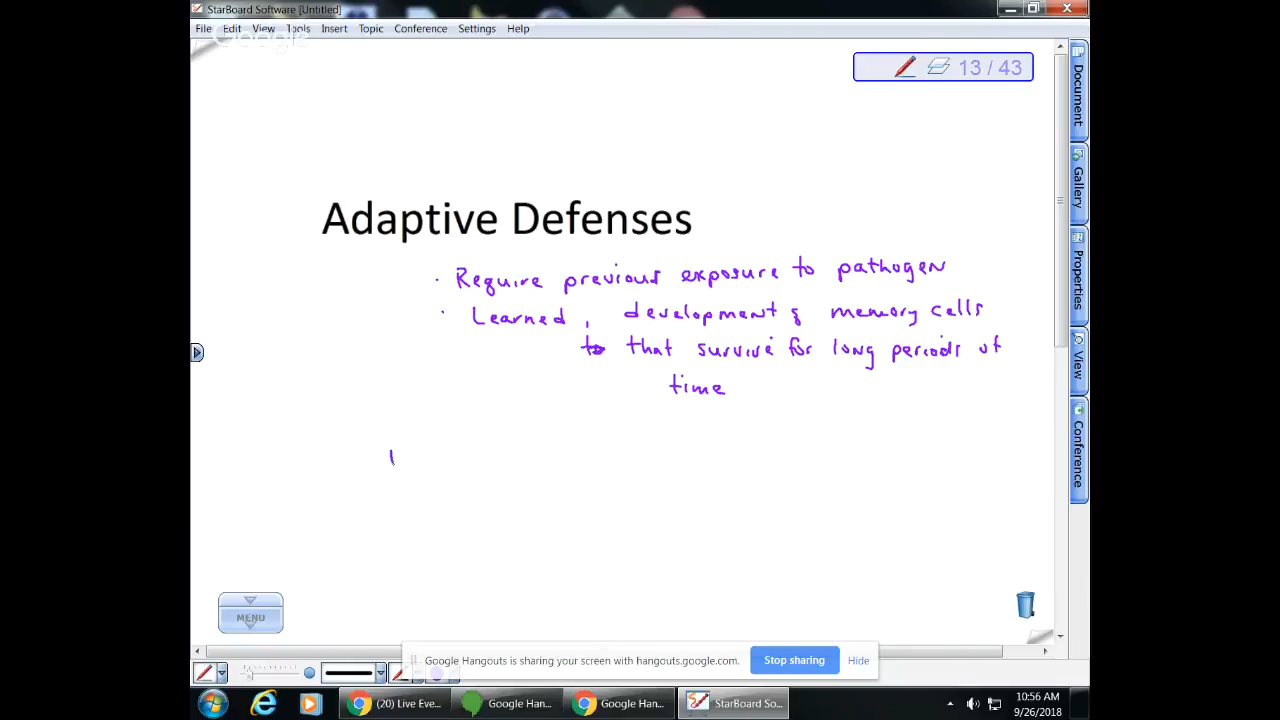 StarBoard Software [Untitled]
File Edit View Tools Insert Topic Conference Settings Help
Google
13 / 43
Document
Gallery
Properties
View
Conference
Adaptive Defenses
· Require previous exposure to pathogen
· Learned, development of memory cells
to that survive for long periods of
time
MENU
Google Hangouts is sharing your screen with hangouts.google.com. Stop sharing Hide
(20) Live Eve... Google Han... Google Han... StarBoard So...
10:56 AM
9/26/2018